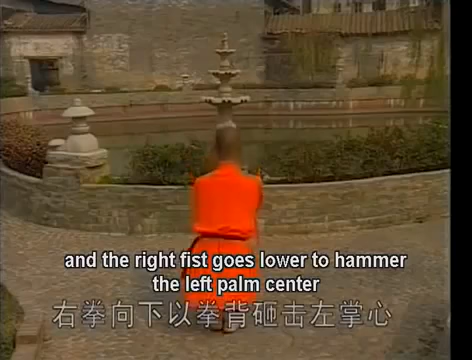 and the right fist goes lower to hammer
the left palm center
右拳向下以拳背砸击左掌心